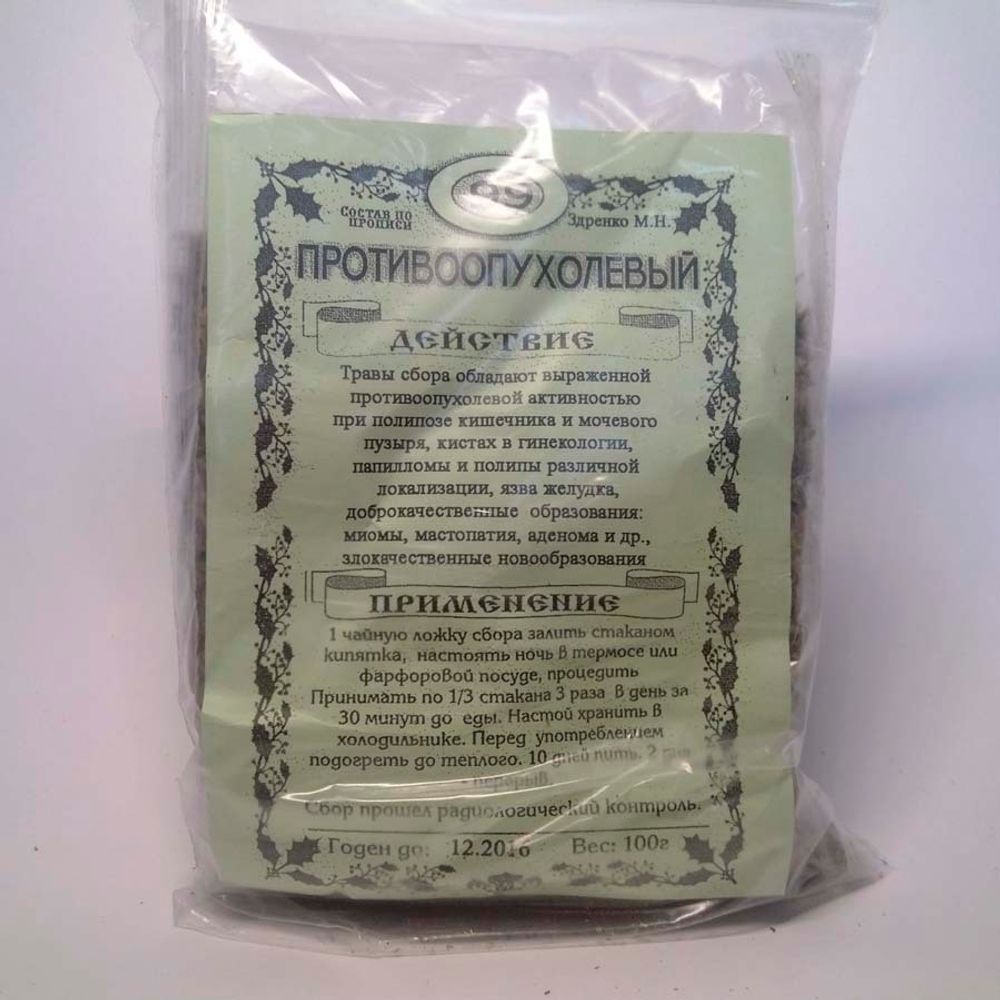 Состав по
прописи
Здренко М.Н.
ПРОТИВООПУХОЛЕВЫЙ
ДЕЙСТВИЕ
Травы сбора обладают выраженной
противоопухолевой активностью
при полипозе кишечника и мочевого
пузыря, кистах в гинекологии,
папилломы и полипы различной
локализации, язва желудка,
доброкачественные образования:
миомы, мастопатия, аденома и др.,
злокачественные новообразования
ПРИМЕНЕНИЕ
1 чайную ложку сбора залить стаканом
кипятка, настоять ночь в термосе или
фарфоровой посуде, процедить
Принимать по 1/3 стакана 3 раза в день за
30 минут до еды. Настой хранить в
холодильнике. Перед употреблением
подогреть до теплого. 10 дней пить. 2 дня
- перерыв.
Сбор прошел радиологический контроль.
Годен до: 12.2016 Вес: 100г